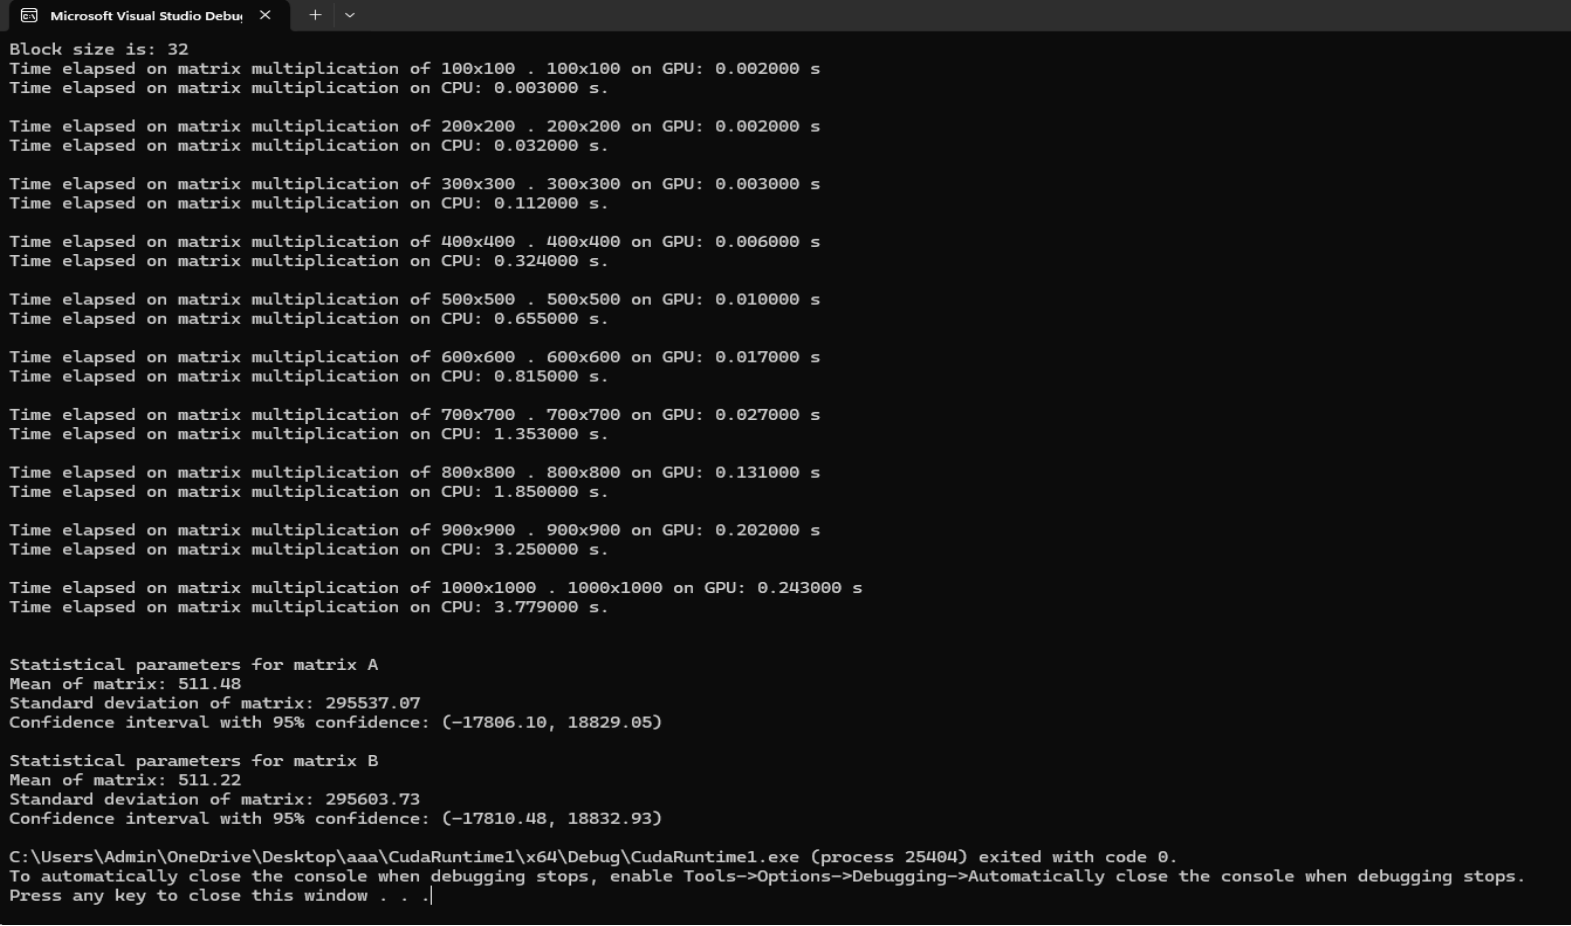 Microsoft Visual Studio Debu
Block size is: 32
Time elapsed on matrix multiplication of 100x100 . 100x100 on GPU: 0.002000 s
Time elapsed on matrix multiplication on CPU: 0.003000 s.
Time elapsed on matrix multiplication of 200x200 . 200x200 on GPU: 0.002000 s
Time elapsed on matrix multiplication on CPU: 0.032000 s.
Time elapsed on matrix multiplication of 300x300 . 300x300 on GPU: 0.003000 s
Time elapsed on matrix multiplication on CPU: 0.112000 s.
Time elapsed on matrix multiplication of 400x400 . 400x400 on GPU: 0.006000 s
Time elapsed on matrix multiplication on CPU: 0.324000 s.
Time elapsed on matrix multiplication of 500x500 . 500x500 on GPU: 0.010000 s
Time elapsed on matrix multiplication on CPU: 0.655000 s.
Time elapsed on matrix multiplication of 600x600 . 600x600 on GPU: 0.017000 s
Time elapsed on matrix multiplication on CPU: 0.815000 s.
Time elapsed on matrix multiplication of 700x700 . 700x700 on GPU: 0.027000 s
Time elapsed on matrix multiplication on CPU: 1.353000 s.
Time elapsed on matrix multiplication of 800x800 . 800x800 on GPU: 0.131000 s
Time elapsed on matrix multiplication on CPU: 1.850000 s.
Time elapsed on matrix multiplication of 900x900 . 900x900 on GPU: 0.202000 s
Time elapsed on matrix multiplication on CPU: 3.250000 s.
Time elapsed on matrix multiplication of 1000x1000 . 1000x1000 on GPU: 0.243000 s
Time elapsed on matrix multiplication on CPU: 3.779000 s.
Statistical parameters for matrix A
Mean of matrix: 511.48
Standard deviation of matrix: 295537.07
Confidence interval with 95% confidence: (-17806.10, 18829.05)
Statistical parameters for matrix B
Mean of matrix: 511.22
Standard deviation of matrix: 295603.73
Confidence interval with 95% confidence: (-17810.48, 18832.93)
C:\Users\Admin\OneDrive\Desktop\aaa\CudaRuntime1\x64\Debug\CudaRuntime1.exe (process 25404) exited with code 0.
To automatically close the console when debugging stops, enable Tools->Options->Debugging->Automatically close the console when debugging stops.
Press any key to close this window . . .